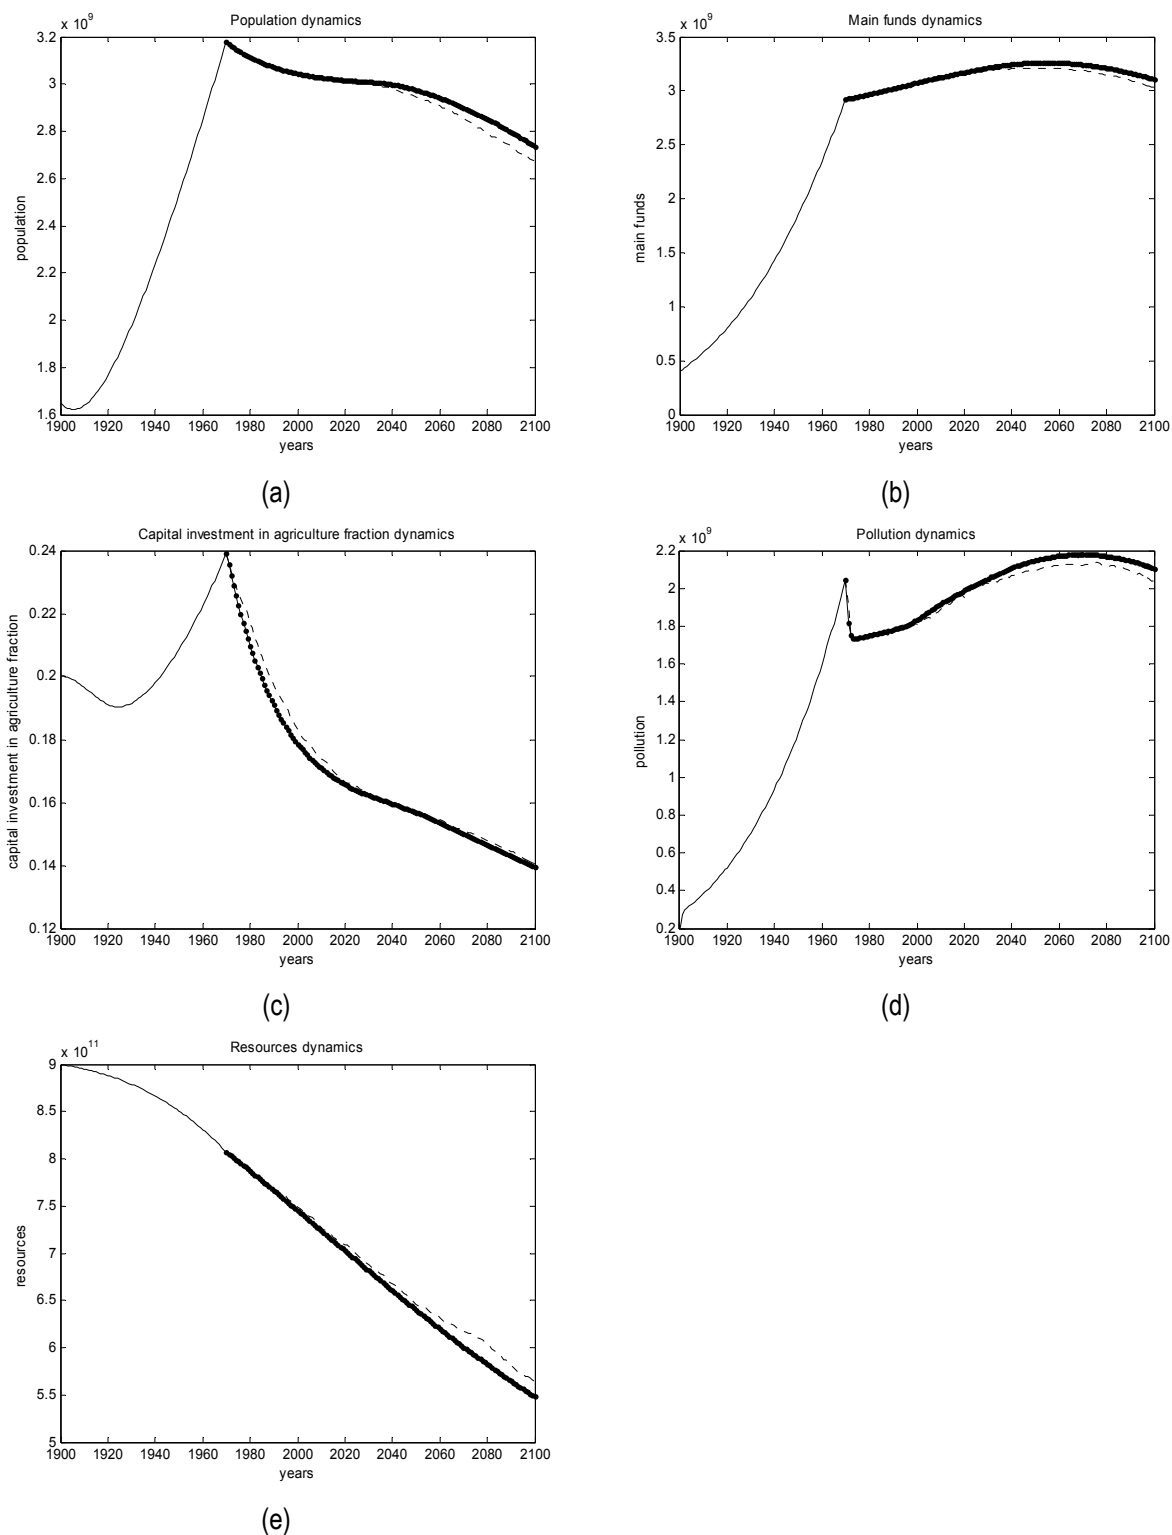 Population dynamics
x 10^9
3.2
3
2.8
2.6
2.4
2.2
2
1.8
1.6
population
1900 1920 1940 1960 1980 2000 2020 2040 2060 2080 2100
years
(a)
Main funds dynamics
x 10^9
3.5
3
2.5
2
1.5
1
0.5
0
main funds
1900 1920 1940 1960 1980 2000 2020 2040 2060 2080 2100
years
(b)
Capital investment in agriculture fraction dynamics
0.24
0.22
0.2
0.18
0.16
0.14
0.12
capital investment in agriculture fraction
1900 1920 1940 1960 1980 2000 2020 2040 2060 2080 2100
years
(c)
Pollution dynamics
x 10^9
2.2
2
1.8
1.6
1.4
1.2
1
0.8
0.6
0.4
0.2
pollution
1900 1920 1940 1960 1980 2000 2020 2040 2060 2080 2100
years
(d)
Resources dynamics
x 10^11
9
8.5
8
7.5
7
6.5
6
5.5
5
resources
1900 1920 1940 1960 1980 2000 2020 2040 2060 2080 2100
years
(e)